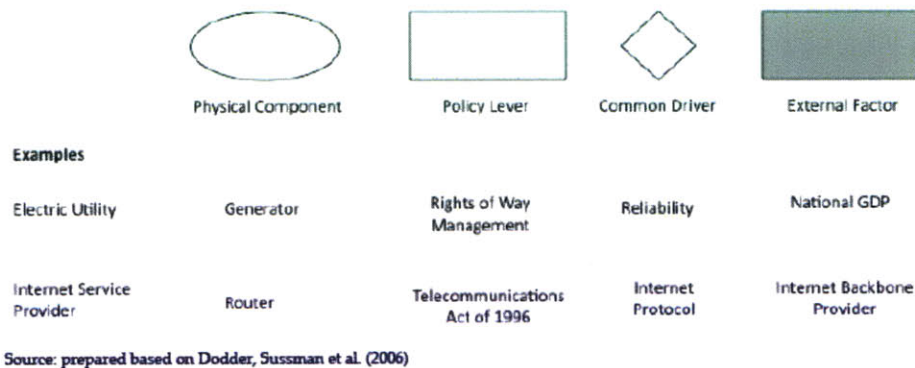 Physical Component Policy Lever Common Driver External Factor
Examples
Electric Utility Generator Rights of Way Management Reliability National GDP
Internet Service Provider Router Telecommunications Act of 1996 Internet Protocol Internet Backbone Provider
Source: prepared based on Dodder, Sussman et al. (2006)